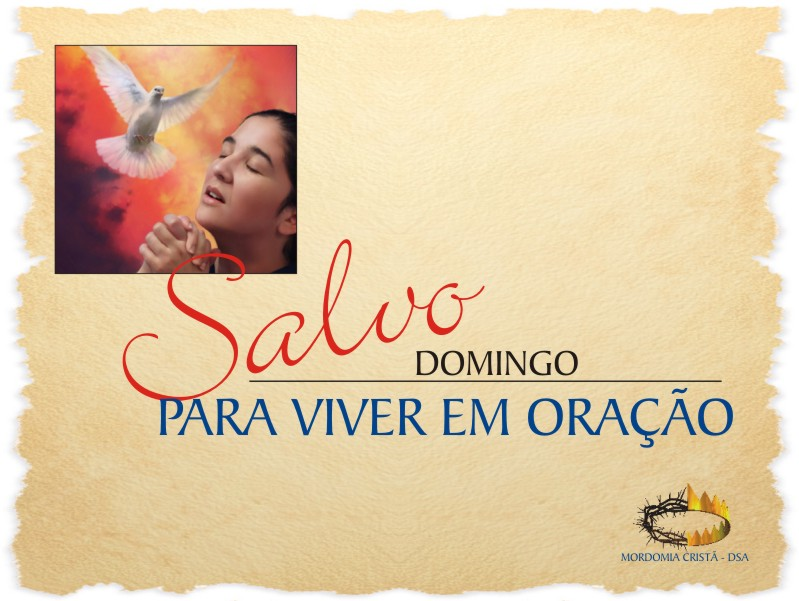 Salvo
DOMINGO
PARA VIVER EM ORAÇÃO
MORDOMIA CRISTÃ - DSA